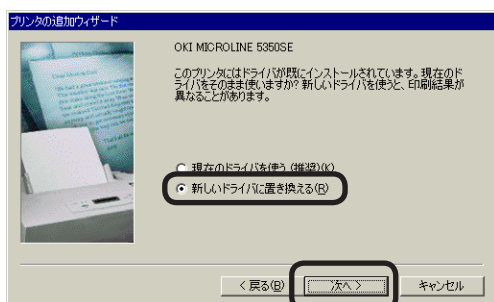 プリンタの追加ウィザード
OKI MICROLINE 5350SE
このプリンタにはドライバが既にインストールされています。現在のド
ライバをそのまま使いますか? 新しいドライバを使うと、印刷結果が
異なることがあります。
現在のドライバを使う (推奨)(K)
新しいドライバに置き換える(R)
< 戻る(B)
次へ >
キャンセル